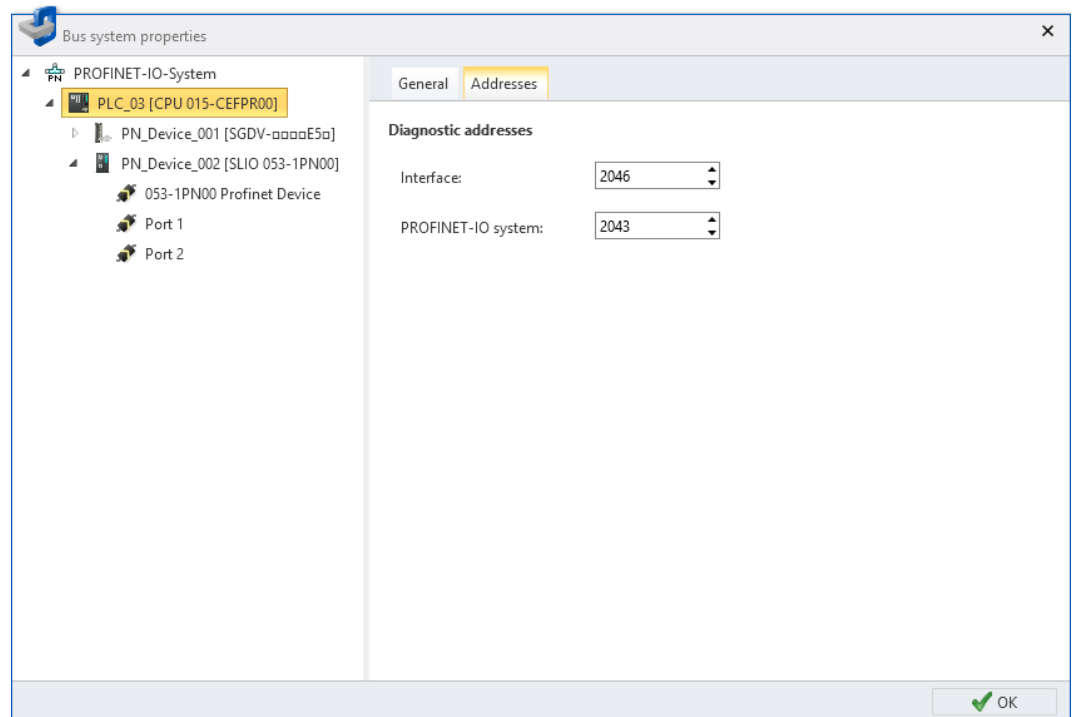 Bus system properties
PROFINET-IO-System
PLC_03 [CPU 015-CEFPR00]
PN_Device_001 [SGDV-□□□□E5□]
PN_Device_002 [SLIO 053-1PN00]
053-1PN00 Profinet Device
Port 1
Port 2
General
Addresses
Diagnostic addresses
Interface:
2046
PROFINET-IO system:
2043
OK